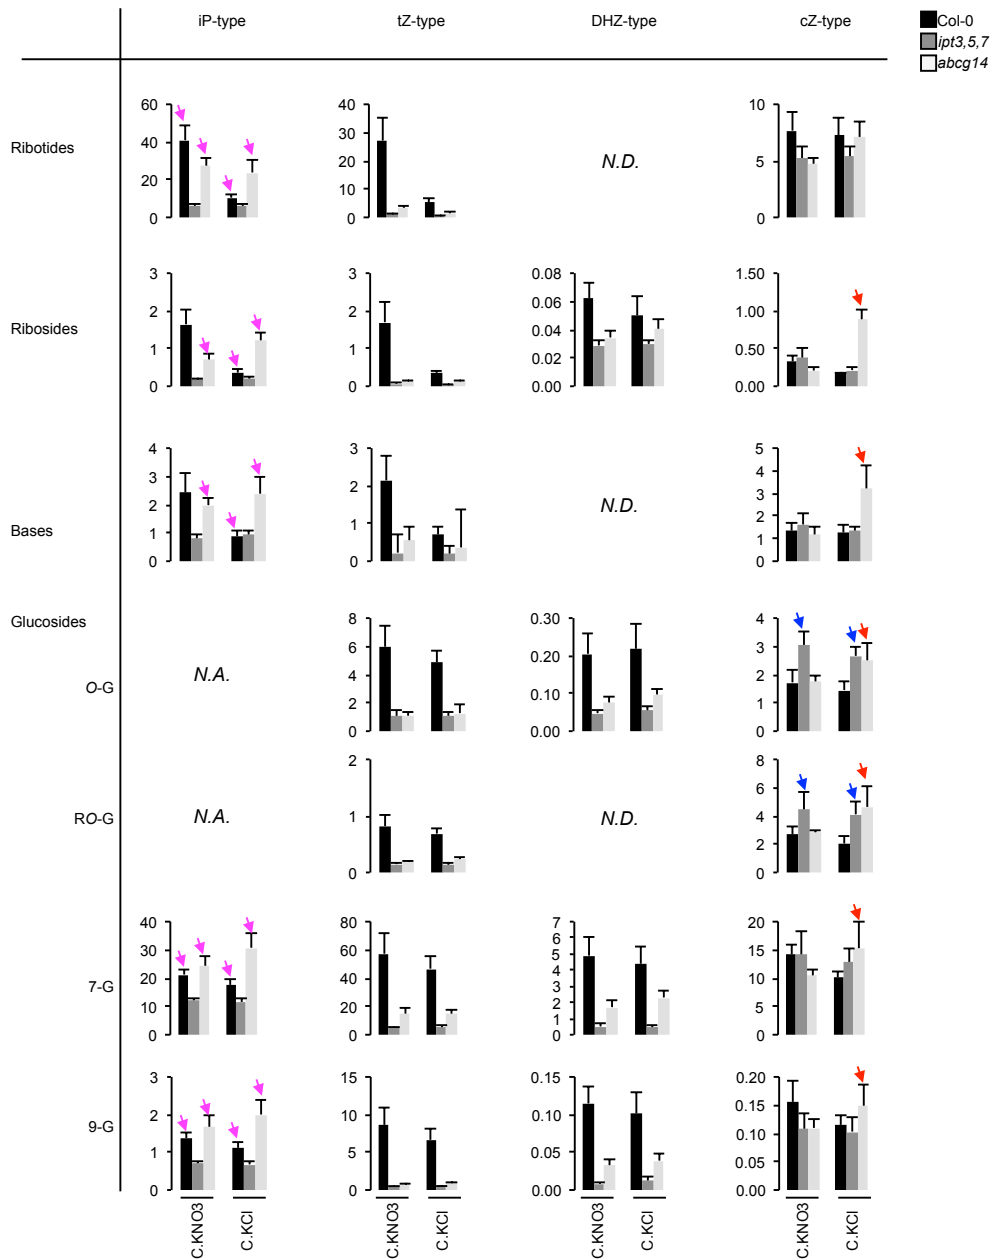 iP-type tZ-type DHZ-type cZ-type
Col-0
ipt3,5,7
abcg14
Ribotides
60 40 20 0
40 30 20 10 0
N.D.
10 5 0
Ribosides
3 2 1 0
3 2 1 0
0.08 0.06 0.04 0.02 0.00
1.50 1.00 0.50 0.00
Bases
4 3 2 1 0
3 2 1 0
N.D.
5 4 3 2 1 0
Glucosides
O-G
N.A.
8 6 4 2 0
0.30 0.20 0.10 0.00
4 3 2 1 0
RO-G
N.A.
2 1 0
N.D.
8 6 4 2 0
7-G
40 30 20 10 0
80 60 40 20 0
7 6 5 4 3 2 1 0
20 15 10 5 0
9-G
3 2 1 0
15 10 5 0
0.15 0.10 0.05 0.00
0.20 0.15 0.10 0.05 0.00
C.KNO3 C.KCl C.KNO3 C.KCl C.KNO3 C.KCl C.KNO3 C.KCl